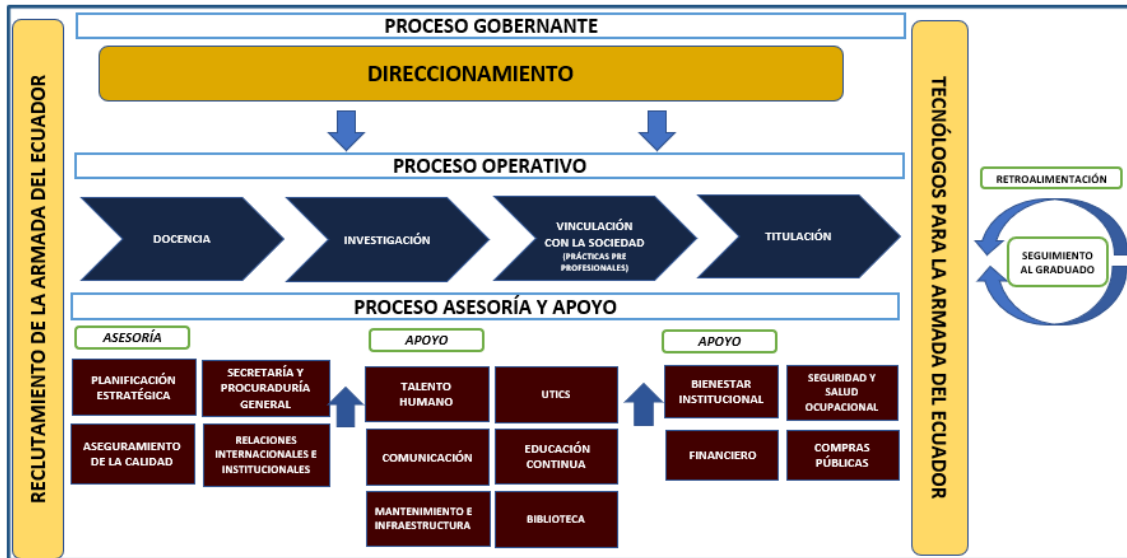 RECLUTAMIENTO DE LA ARMADA DEL ECUADOR
PROCESO GOBERNANTE
DIRECCIONAMIENTO
PROCESO OPERATIVO
DOCENCIA
INVESTIGACIÓN
VINCULACIÓN
CON LA SOCIEDAD
(PRÁCTICAS PRE
PROFESIONALES)
TITULACIÓN
PROCESO ASESORÍA Y APOYO
ASESORÍA
PLANIFICACIÓN
ESTRATÉGICA
SECRETARÍA Y
PROCURADURÍA
GENERAL
ASEGURAMIENTO
DE LA CALIDAD
RELACIONES
INTERNACIONALES E
INSTITUCIONALES
APOYO
TALENTO
HUMANO
UTICS
COMUNICACIÓN
EDUCACIÓN
CONTINUA
MANTENIMIENTO E
INFRAESTRUCTURA
BIBLIOTECA
APOYO
BIENESTAR
INSTITUCIONAL
SEGURIDAD Y
SALUD
OCUPACIONAL
FINANCIERO
COMPRAS
PÚBLICAS
TECNÓLOGOS PARA LA ARMADA DEL ECUADOR
RETROALIMENTACIÓN
SEGUIMIENTO
AL GRADUADO